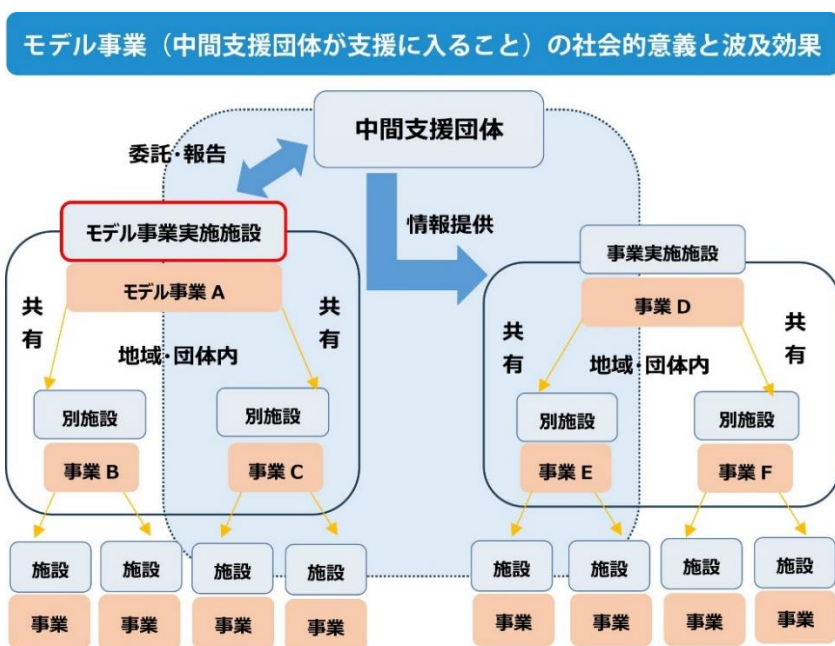 モデル事業（中間支援団体が支援に入ること）の社会的意義と波及効果
中間支援団体
委託・報告
情報提供
モデル事業実施施設
モデル事業 A
共有
共有
地域・団体内
別施設
別施設
事業 B
事業 C
施設
施設
施設
施設
事業
事業
事業
事業
事業実施施設
事業 D
共有
共有
地域・団体内
別施設
別施設
事業 E
事業 F
施設
施設
施設
施設
事業
事業
事業
事業